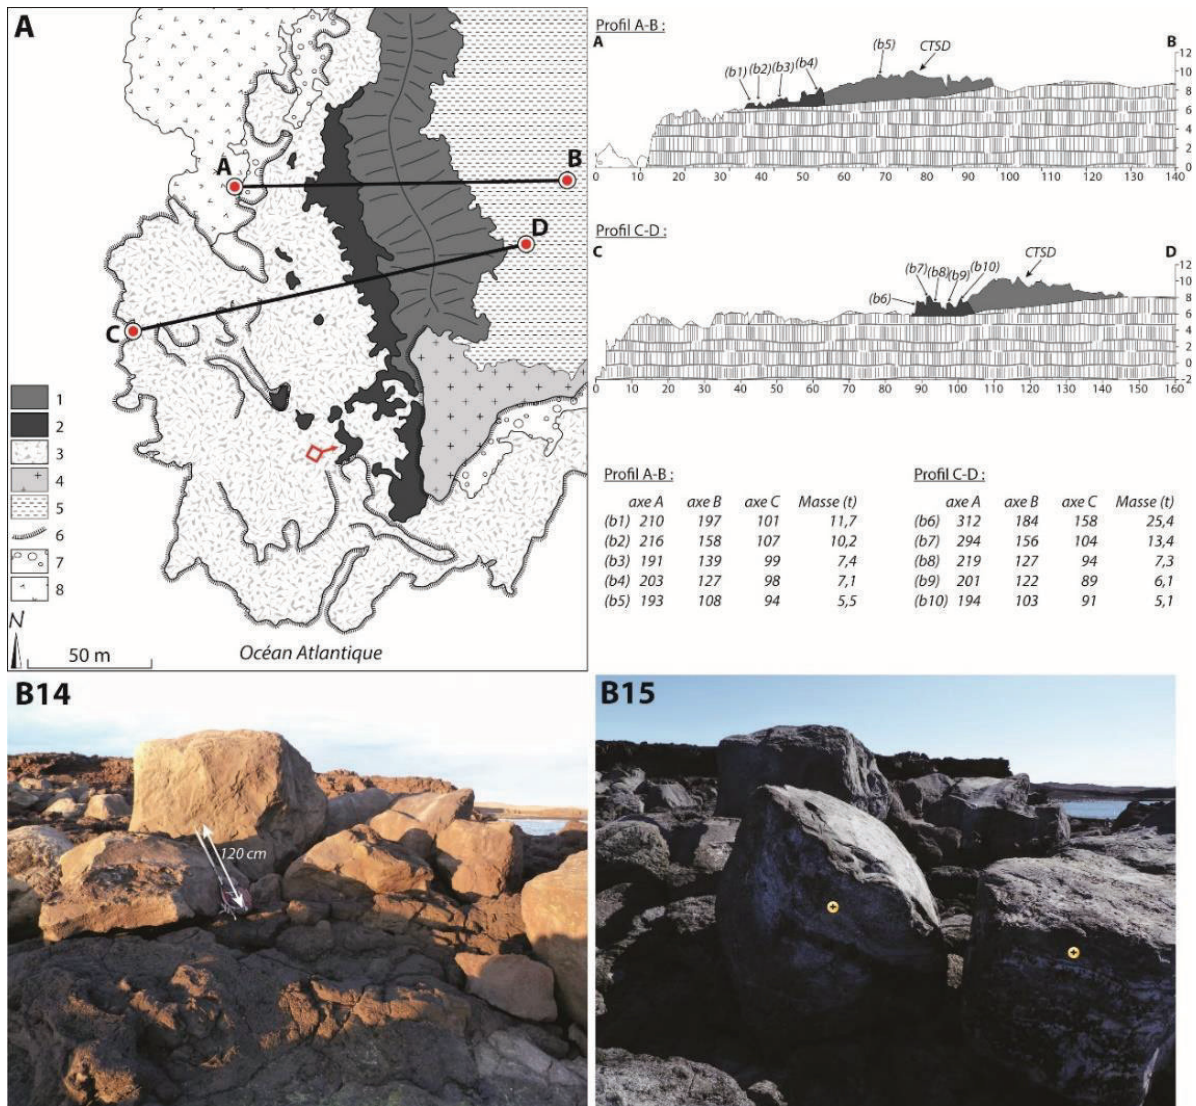 A
A
B
D
C
1
2
3
4
5
6
7
8
N
50 m
Océan Atlantique
Profil A-B :
A
B
(b1)
(b2)
(b3)
(b4)
(b5)
CTSD
12
10
8
6
4
2
0
0 10 20 30 40 50 60 70 80 90 100 110 120 130 140
Profil C-D :
C
D
(b6)
(b7)
(b8)
(b9)
(b10)
CTSD
12
10
8
6
4
2
0
-2
0 10 20 30 40 50 60 70 80 90 100 110 120 130 140 150 160
Profil A-B :
axe A axe B axe C Masse (t)
(b1) 210 197 101 11,7
(b2) 216 158 107 10,2
(b3) 191 139 99 7,4
(b4) 203 127 98 7,1
(b5) 193 108 94 5,5
Profil C-D :
axe A axe B axe C Masse (t)
(b6) 312 184 158 25,4
(b7) 294 156 104 13,4
(b8) 219 127 94 7,3
(b9) 201 122 89 6,1
(b10) 194 103 91 5,1
B14
120 cm
B15